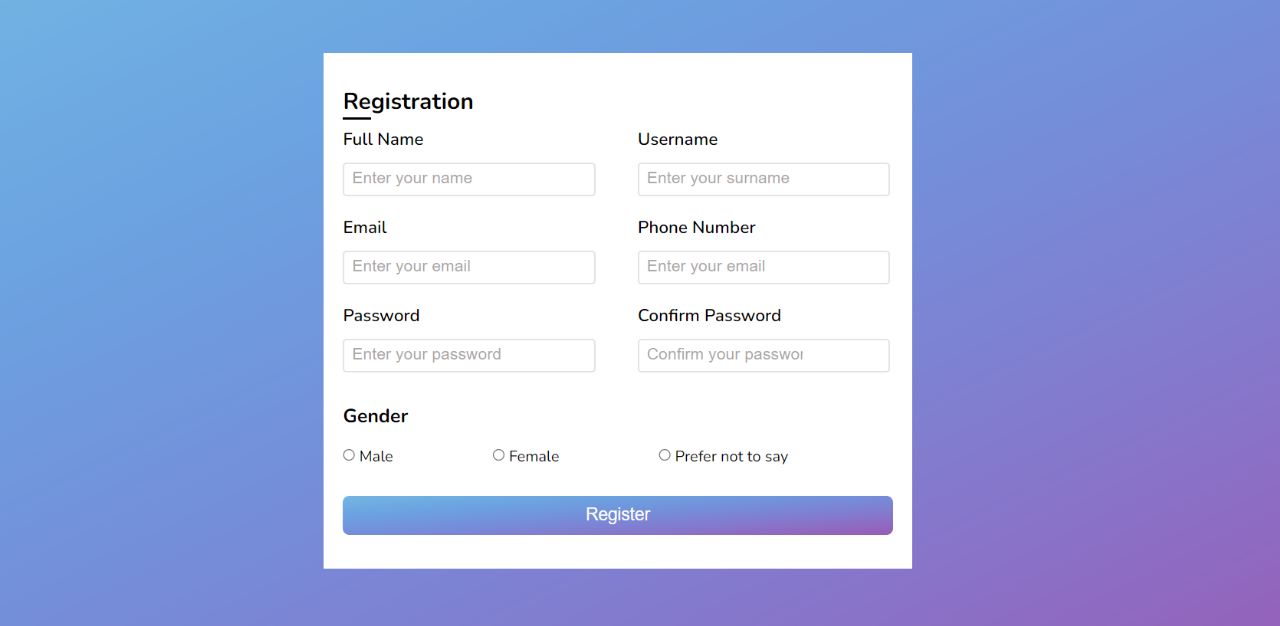 Registration
Full Name Username
Enter your name Enter your surname
Email Phone Number
Enter your email Enter your email
Password Confirm Password
Enter your password Confirm your passwor
Gender
Male Female Prefer not to say
Register